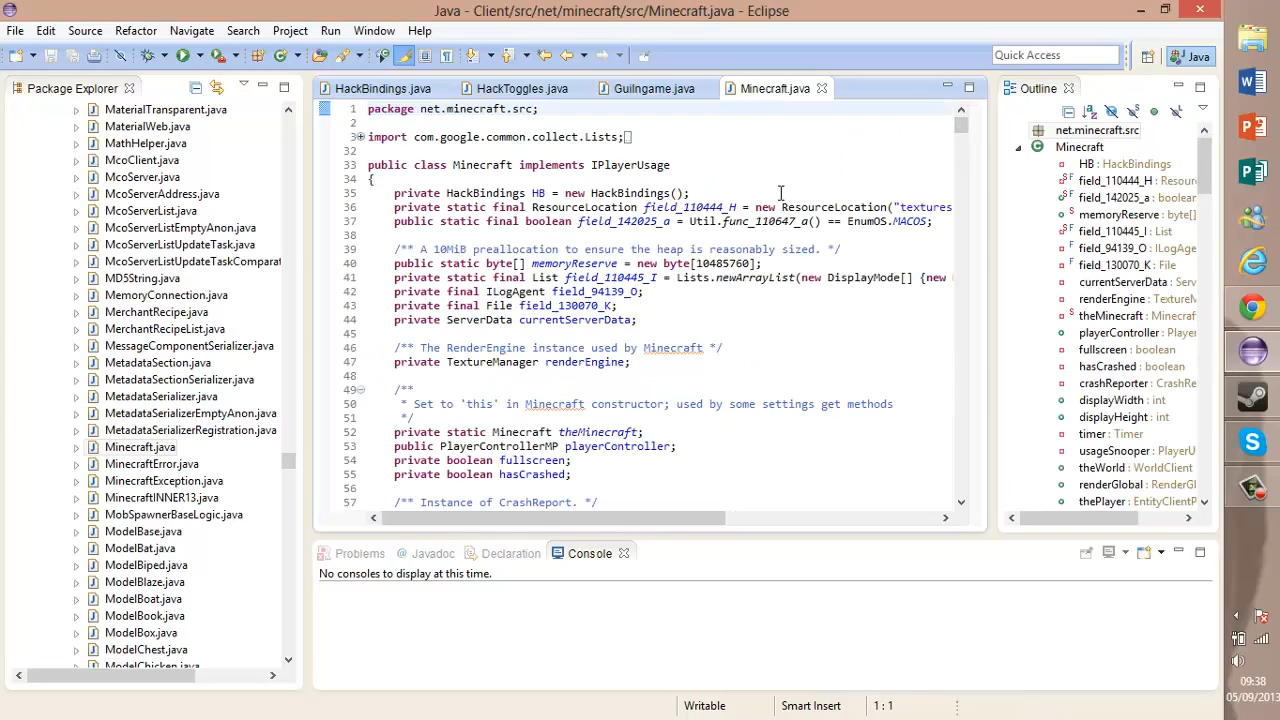 Java - Client/src/net/minecraft/src/Minecraft.java - Eclipse
File Edit Source Refactor Navigate Search Project Run Window Help
Quick Access
Java
Package Explorer
MaterialTransparent.java
MaterialWeb.java
MathHelper.java
McoClient.java
McoServer.java
McoServerAddress.java
McoServerList.java
McoServerListEmptyAnon.java
McoServerListUpdateTask.java
McoServerListUpdateTaskComparat
MD5String.java
MemoryConnection.java
MerchantRecipe.java
MerchantRecipeList.java
MessageComponentSerializer.java
MetadataSection.java
MetadataSectionSerializer.java
MetadataSerializer.java
MetadataSerializerEmptyAnon.java
MetadataSerializerRegistration.java
Minecraft.java
MinecraftError.java
MinecraftException.java
MinecraftINNER13.java
MobSpawnerBaseLogic.java
ModelBase.java
ModelBat.java
ModelBiped.java
ModelBlaze.java
ModelBoat.java
ModelBook.java
ModelBox.java
ModelChest.java
ModelChicken.java
HackBindings.java HackToggles.java GuiIngame.java Minecraft.java
1 package net.minecraft.src;
2
3 import com.google.common.collect.Lists;
33 public class Minecraft implements IPlayerUsage
34 {
35 private HackBindings HB = new HackBindings();
36 private static final ResourceLocation field_110444_H = new ResourceLocation("textures
37 public static final boolean field_142025_a = Util.func_110647_a() == EnumOS.MACOS;
38
39 /** A 10MiB preallocation to ensure the heap is reasonably sized. */
40 public static byte[] memoryReserve = new byte[10485760];
41 private static final List field_110445_I = Lists.newArrayList(new DisplayMode[] {new
42 private final ILogAgent field_94139_O;
43 private final File field_130070_K;
44 private ServerData currentServerData;
45
46 /** The RenderEngine instance used by Minecraft */
47 private TextureManager renderEngine;
48
49 /**
50 * Set to 'this' in Minecraft constructor; used by some settings get methods
51 */
52 private static Minecraft theMinecraft;
53 public PlayerControllerMP playerController;
54 private boolean fullscreen;
55 private boolean hasCrashed;
56
57 /** Instance of CrashReport. */
Outline
net.minecraft.src
Minecraft
HB : HackBindings
field_110444_H : Resour
field_142025_a : boolean
memoryReserve : byte[]
field_110445_I : List
field_94139_O : ILogAge
field_130070_K : File
currentServerData : Serv
renderEngine : TextureM
theMinecraft : Minecraft
playerController : Player
fullscreen : boolean
hasCrashed : boolean
crashReporter : CrashRe
displayWidth : int
displayHeight : int
timer : Timer
usageSnooper : PlayerU
theWorld : WorldClient
renderGlobal : RenderGl
thePlayer : EntityClientP
Problems Javadoc Declaration Console
No consoles to display at this time.
Writable Smart Insert 1 : 1
09:38
05/09/2013